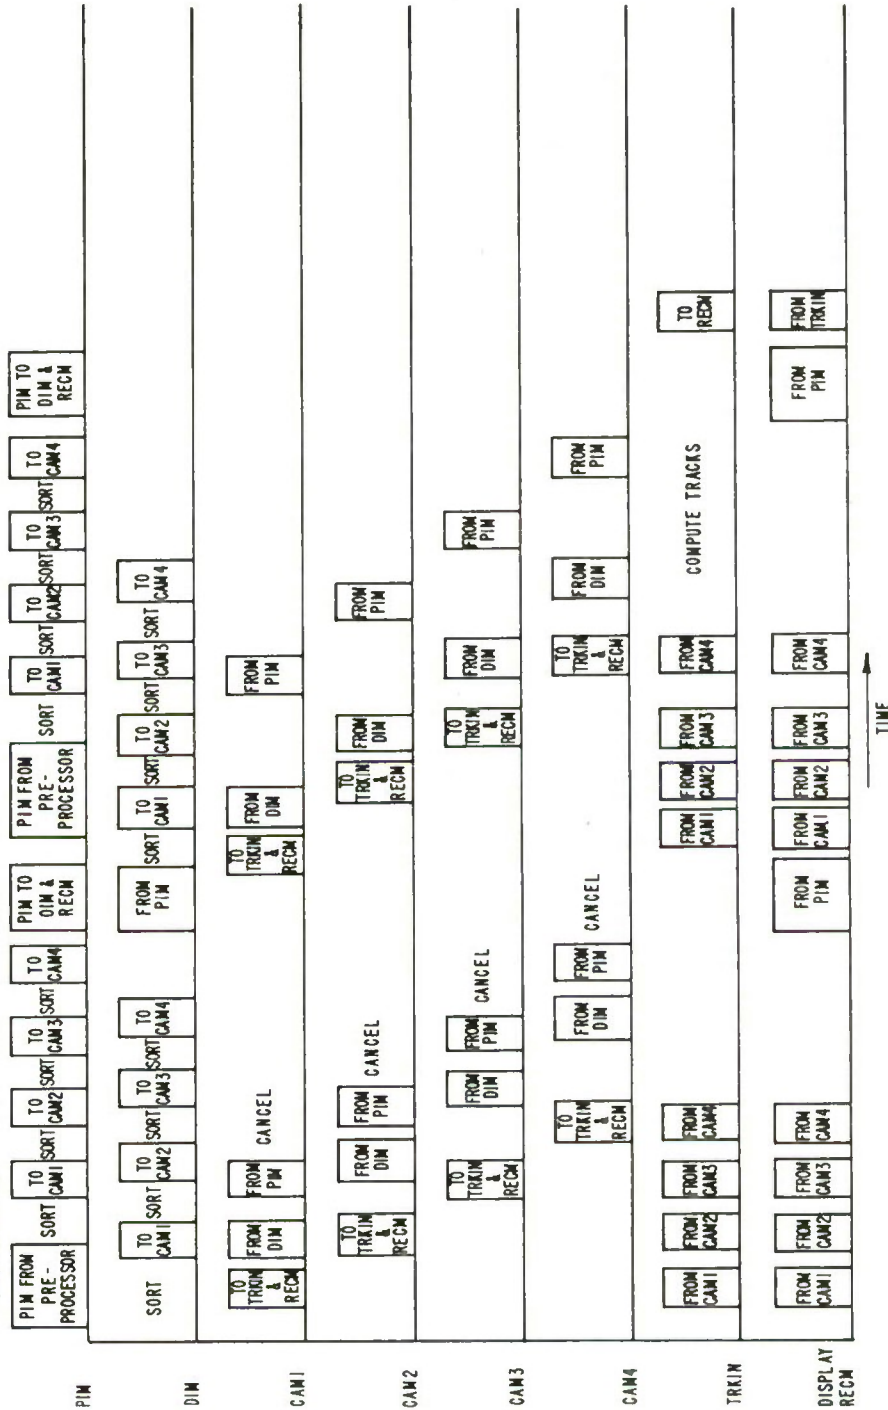 PIM
PIM FROM
PRE-
PROCESSOR
SORT
TO
CAM1
SORT
TO
CAM2
SORT
TO
CAM3
SORT
TO
CAM4
PIM TO
DIM &
RECM
PIM FROM
PRE-
PROCESSOR
SORT
TO
CAM1
SORT
TO
CAM2
SORT
TO
CAM3
SORT
TO
CAM4
PIM TO
DIM &
RECM
DIM
SORT
TO
CAM1
SORT
TO
CAM2
SORT
TO
CAM3
SORT
TO
CAM4
FROM
PIM
SORT
TO
CAM1
SORT
TO
CAM2
SORT
TO
CAM3
SORT
TO
CAM4
CAM1
TO
TRKIN
&
RECM
FROM
DIM
FROM
PIM
CANCEL
TO
TRKIN
&
RECM
FROM
DIM
FROM
PIM
CAM2
TO
TRKIN
&
RECM
FROM
DIM
FROM
PIM
CANCEL
TO
TRKIN
&
RECM
FROM
DIM
FROM
PIM
CAM3
TO
TRKIN
&
RECM
FROM
DIM
FROM
PIM
CANCEL
TO
TRKIN
&
RECM
FROM
DIM
FROM
PIM
CAM4
TO
TRKIN
&
RECM
FROM
DIM
FROM
PIM
CANCEL
TO
TRKIN
&
RECM
FROM
DIM
FROM
PIM
TRKIN
FROM
CAM1
FROM
CAM2
FROM
CAM3
FROM
CAM4
FROM
CAM1
FROM
CAM2
FROM
CAM3
FROM
CAM4
COMPUTE TRACKS
TO
RECM
DISPLAY
RECM
FROM
CAM1
FROM
CAM2
FROM
CAM3
FROM
CAM4
FROM
PIM
FROM
CAM1
FROM
CAM2
FROM
CAM3
FROM
CAM4
FROM
PIM
FROM
TRKIN
TIME